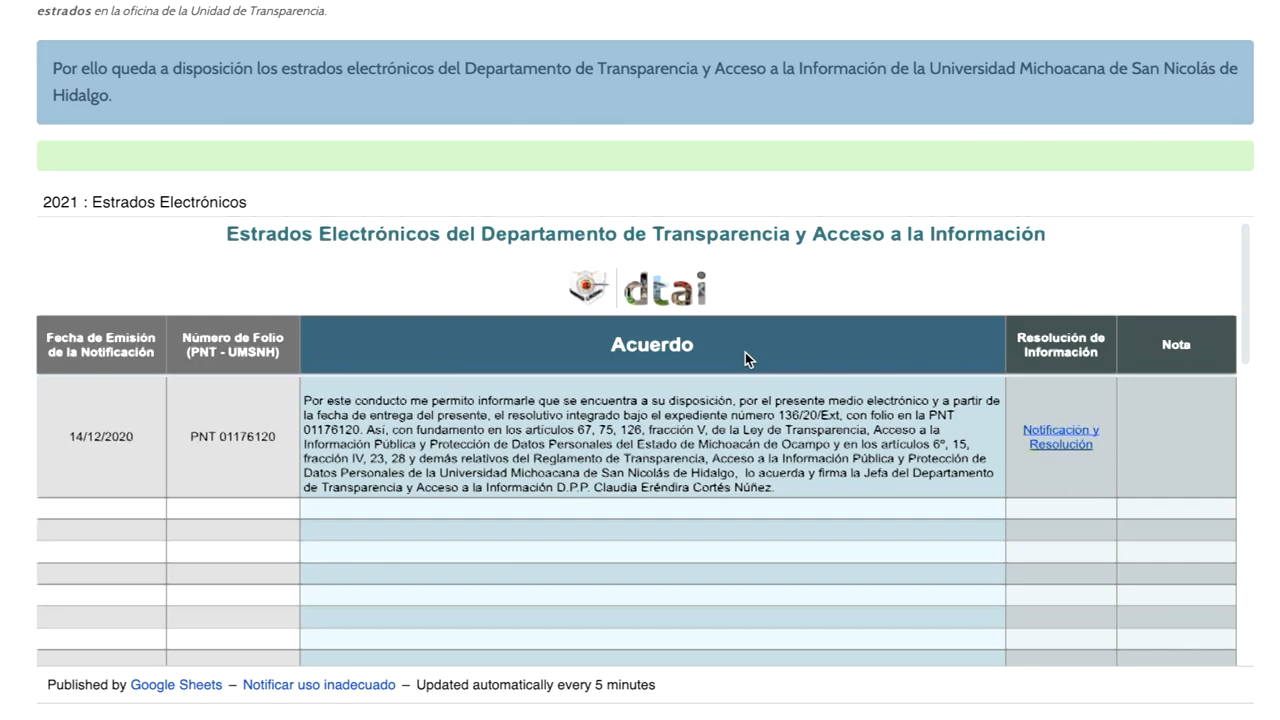 estrados en la oficina de la Unidad de Transparencia.
Por ello queda a disposición los estrados electrónicos del Departamento de Transparencia y Acceso a la Información de la Universidad Michoacana de San Nicolás de
Hidalgo.
2021 : Estrados Electrónicos
Estrados Electrónicos del Departamento de Transparencia y Acceso a la Información
dtai
Fecha de Emisión
de la Notificación
Número de Folio
(PNT - UMSNH)
Acuerdo
Resolución de
Información
Nota
14/12/2020
PNT 01176120
Por este conducto me permito informarle que se encuentra a su disposición, por el presente medio electrónico y a partir de
la fecha de entrega del presente, el resolutivo integrado bajo el expediente número 136/20/Ext, con folio en la PNT
01176120. Así, con fundamento en los artículos 67, 75, 126, fracción V, de la Ley de Transparencia, Acceso a la
Información Pública y Protección de Datos Personales del Estado de Michoacán de Ocampo y en los artículos 6º, 15,
fracción IV, 23, 28 y demás relativos del Reglamento de Transparencia, Acceso a la Información Pública y Protección de
Datos Personales de la Universidad Michoacana de San Nicolás de Hidalgo, lo acuerda y firma la Jefa del Departamento
de Transparencia y Acceso a la Información D.P.P. Claudia Eréndira Cortés Núñez.
Notificación y
Resolución
Published by Google Sheets – Notificar uso inadecuado – Updated automatically every 5 minutes